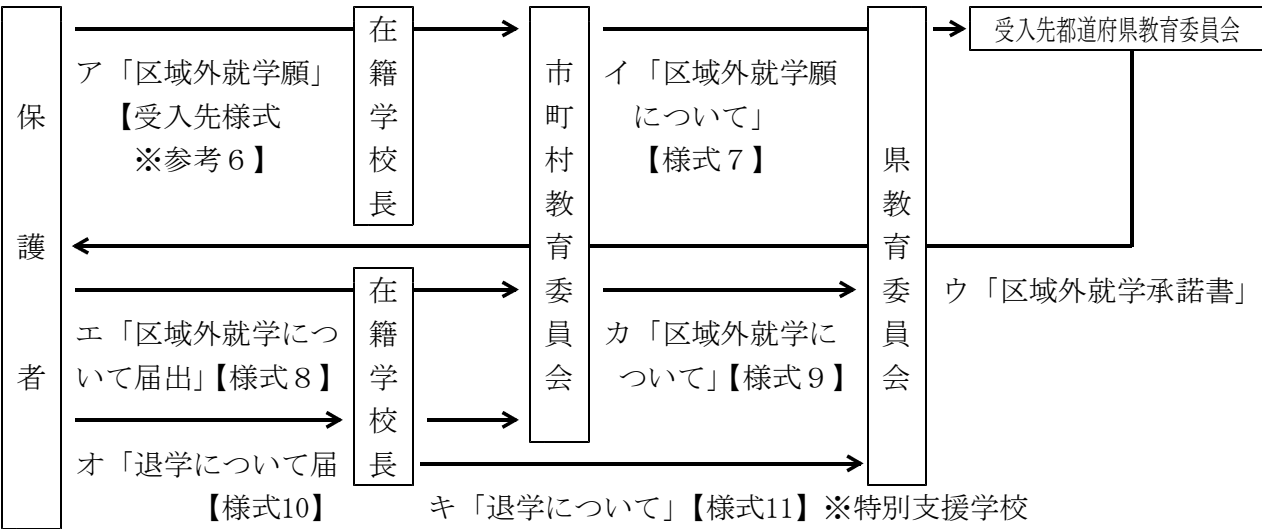 保護者
ア「区域外就学願」
【受入先様式
※参考6】
在籍学校長
市町村教育委員会
イ「区域外就学願
について」
【様式7】
県教育委員会
受入先都道府県教育委員会
ウ「区域外就学承諾書」
エ「区域外就学につ
いて届出」【様式8】
在籍学校長
カ「区域外就学に
ついて」【様式9】
オ「退学について届
【様式10】
キ「退学について」【様式11】※特別支援学校